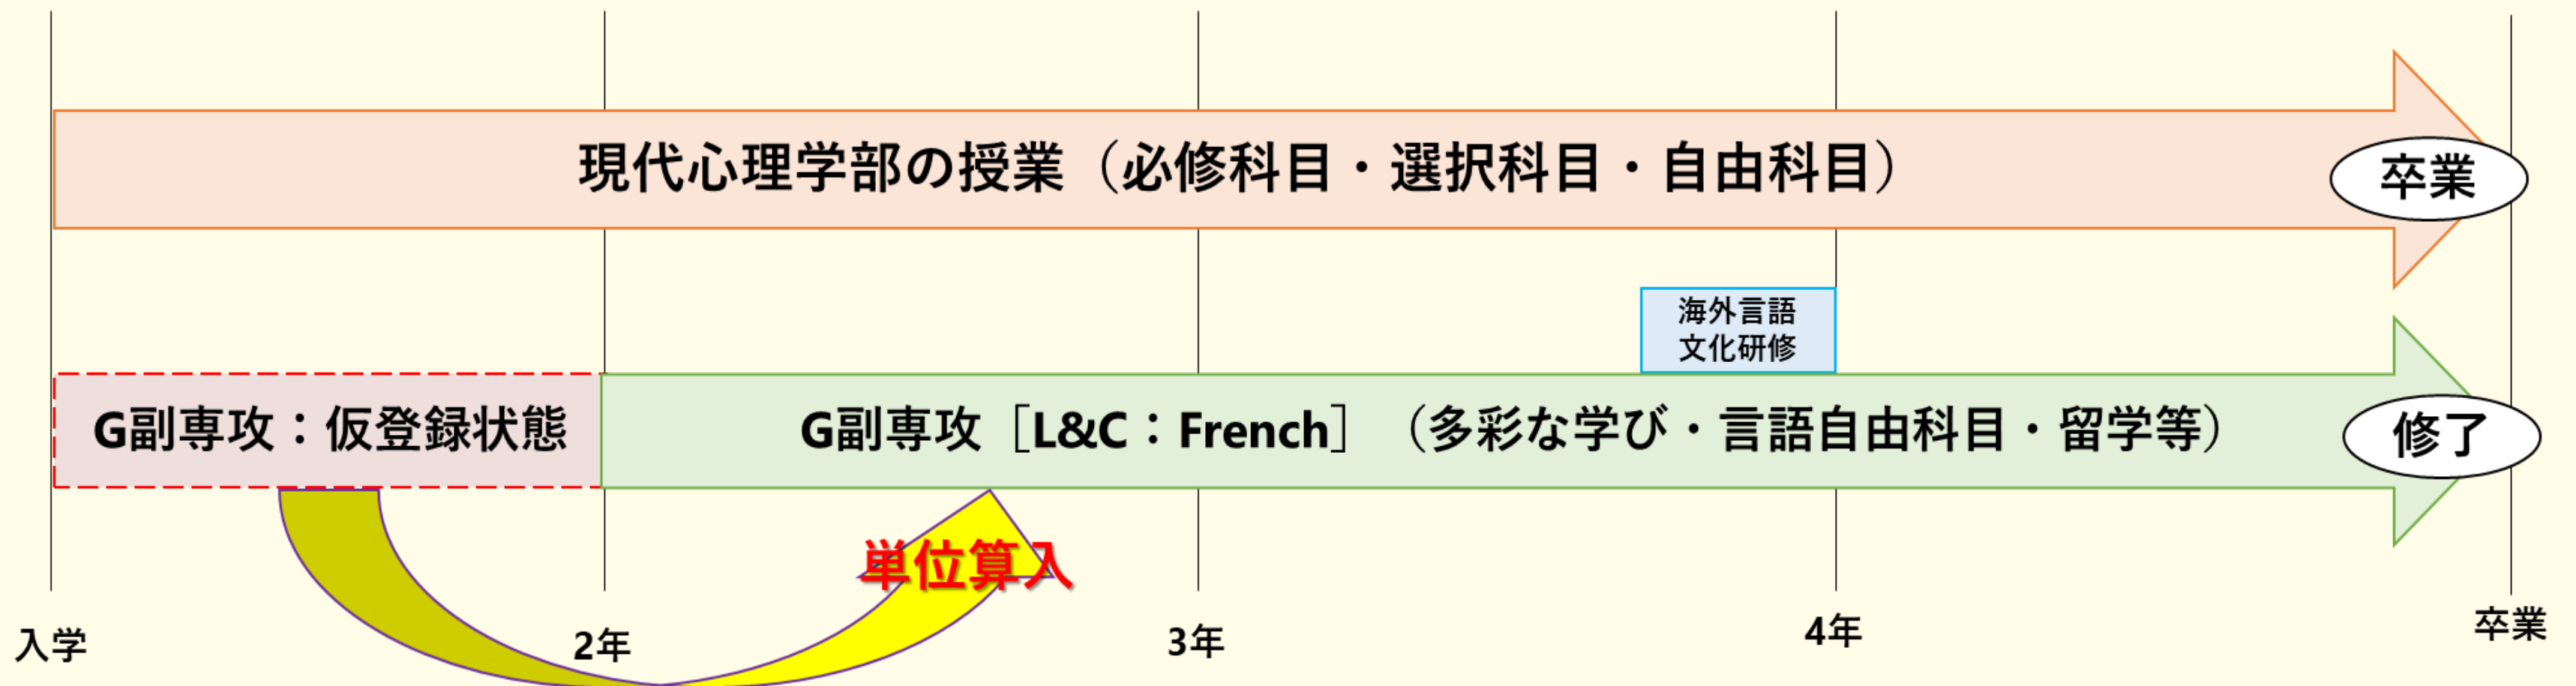 現代心理学部の授業（必修科目・選択科目・自由科目）
卒業
海外言語
文化研修
G副専攻：仮登録状態
G副専攻［L&C：French］（多彩な学び・言語自由科目・留学等）
修了
単位算入
入学
2年
3年
4年
卒業